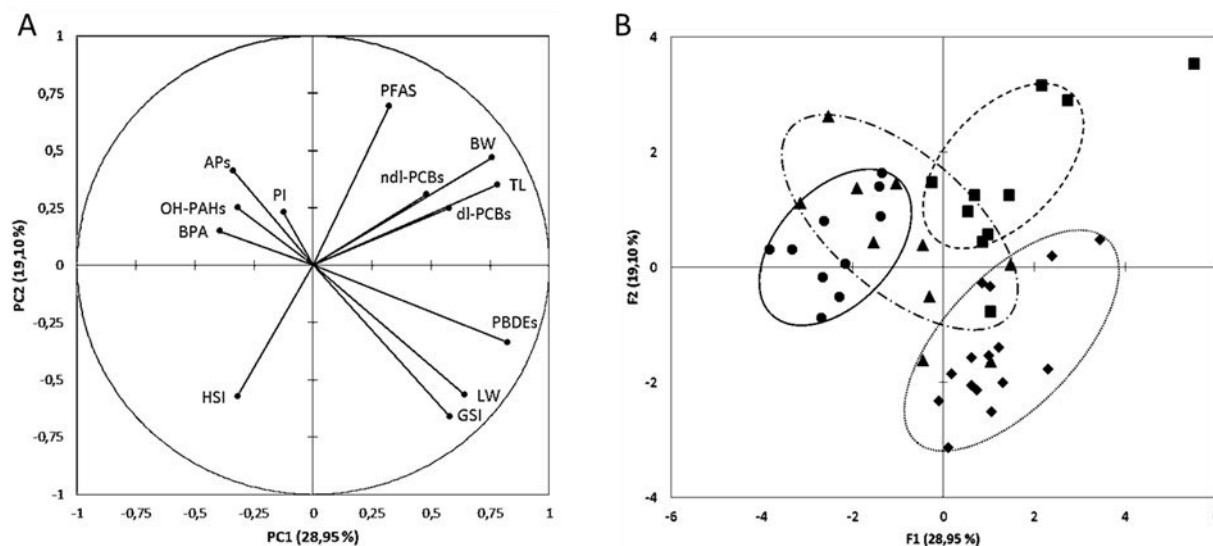 A
B
1
0,75
0,5
0,25
0
-0,25
-0,5
-0,75
-1
-1
-0,75
-0,5
-0,25
0
0,25
0,5
0,75
1
PC2 (19,10 %)
PC1 (28,95 %)
PFAS
BW
APs
ndl-PCBs
TL
PI
OH-PAHs
dl-PCBs
BPA
PBDEs
HSI
LW
GSI
4
2
0
-2
-4
-6
-4
-2
0
2
4
F2 (19,10 %)
F1 (28,95 %)